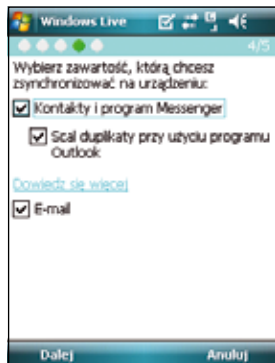 Windows Live
4/5
Wybierz zawartość, którą chcesz
zsynchronizować na urządzeniu:
Kontakty i program Messenger
Scal duplikaty przy użyciu programu
Outlook
Dowiedz się więcej
E-mail
Dalej Anuluj